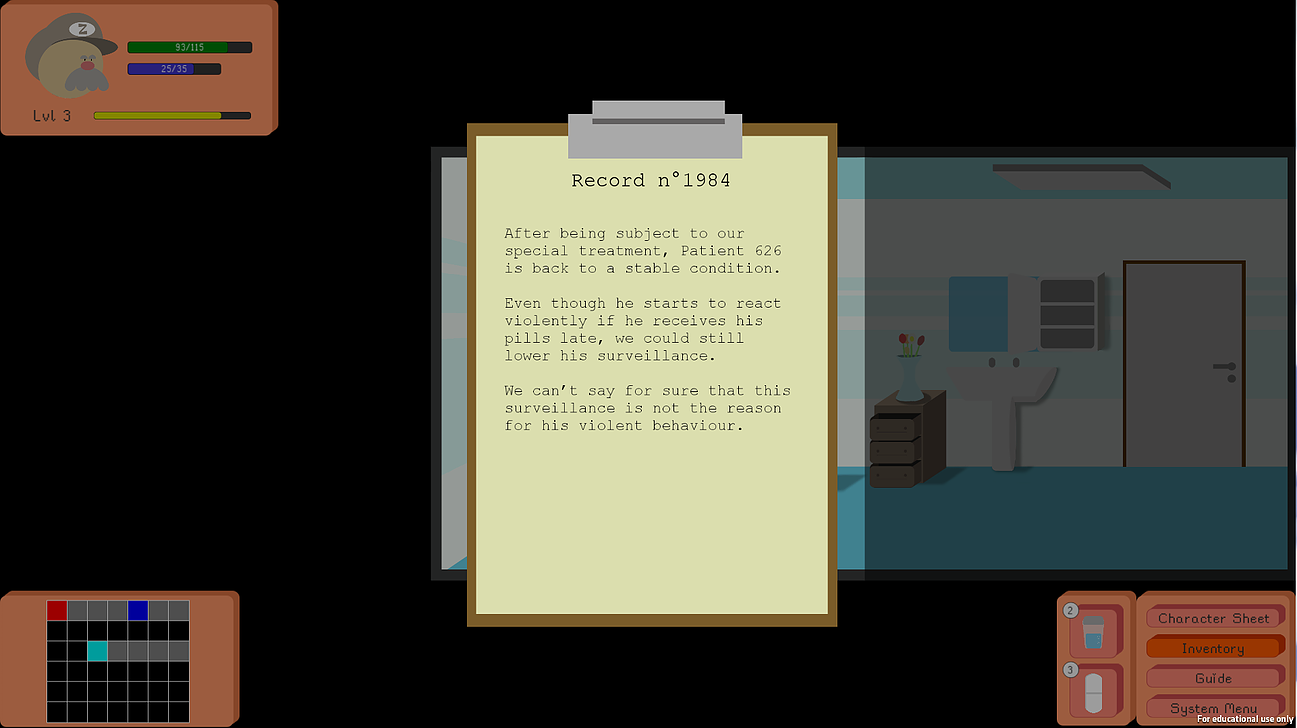 Z
93/115
25/35
Lvl 3
Record n°1984
After being subject to our
special treatment, Patient 626
is back to a stable condition.
Even though he starts to react
violently if he receives his
pills late, we could still
lower his surveillance.
We can't say for sure that this
surveillance is not the reason
for his violent behaviour.
2
3
Character Sheet
Inventory
Guide
System Menu
For educational use only